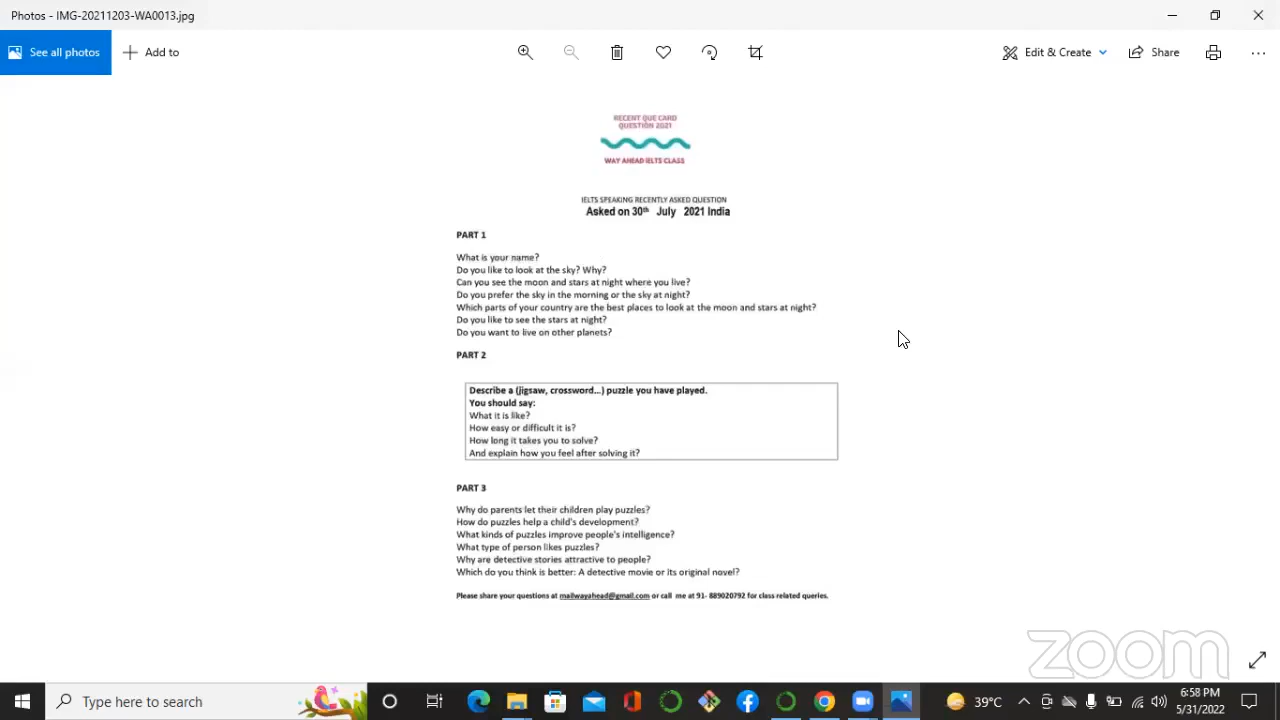 Photos - IMG-20211203-WA0013.jpg
See all photos
Add to
Edit & Create
Share
RECENT QUE CARD
QUESTION 2021
WAY AHEAD IELTS CLASS
IELTS SPEAKING RECENTLY ASKED QUESTION
Asked on 30th July 2021 India
PART 1
What is your name?
Do you like to look at the sky? Why?
Can you see the moon and stars at night where you live?
Do you prefer the sky in the morning or the sky at night?
Which parts of your country are the best places to look at the moon and stars at night?
Do you like to see the stars at night?
Do you want to live on other planets?
PART 2
Describe a (jigsaw, crossword...) puzzle you have played.
You should say:
What it is like?
How easy or difficult it is?
How long it takes you to solve?
And explain how you feel after solving it?
PART 3
Why do parents let their children play puzzles?
How do puzzles help a child's development?
What kinds of puzzles improve people's intelligence?
What type of person likes puzzles?
Why are detective stories attractive to people?
Which do you think is better: A detective movie or its original novel?
Please share your questions at mailwayahead@gmail.com or call me at 91- 889020792 for class related queries.
zoom
Type here to search
39°C
6:58 PM
5/31/2022